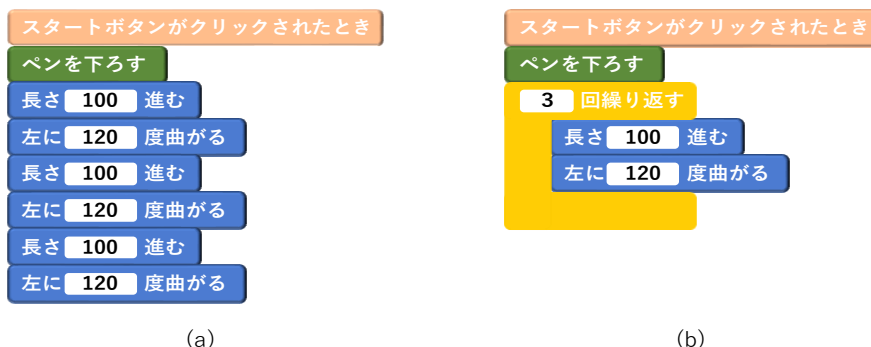 スタートボタンがクリックされたとき
ペンを下ろす
長さ 100 進む
左に 120 度曲がる
長さ 100 進む
左に 120 度曲がる
長さ 100 進む
左に 120 度曲がる
(a)
スタートボタンがクリックされたとき
ペンを下ろす
3 回繰り返す
長さ 100 進む
左に 120 度曲がる
(b)